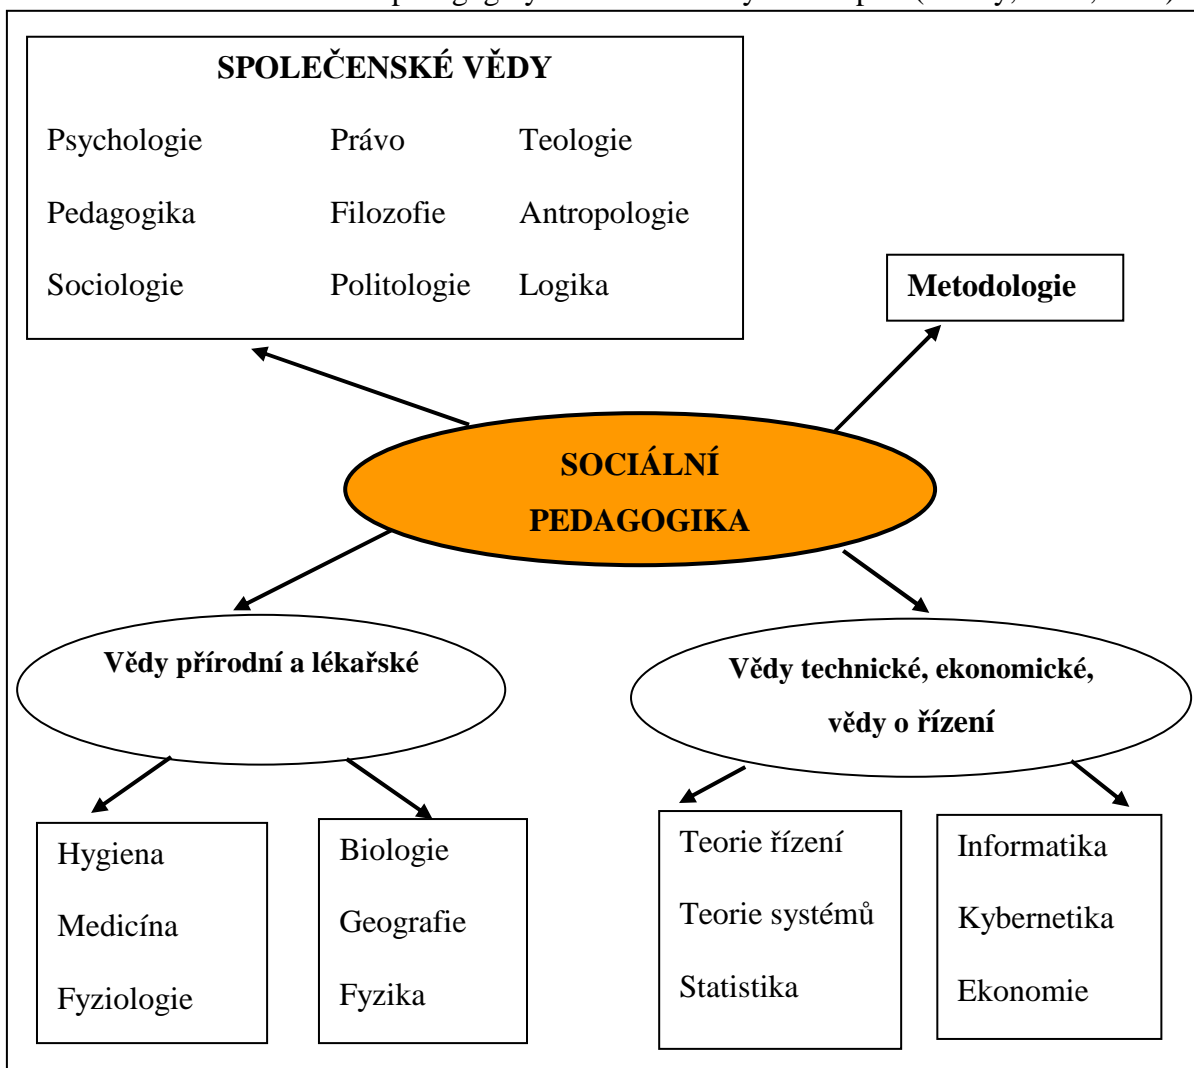 SPOLEČENSKÉ VĚDY
Psychologie Právo Teologie
Pedagogika Filozofie Antropologie
Sociologie Politologie Logika
Metodologie
SOCIÁLNÍ
PEDAGOGIKA
Vědy přírodní a lékařské
Vědy technické, ekonomické,
vědy o řízení
Hygiena
Medicína
Fyziologie
Biologie
Geografie
Fyzika
Teorie řízení
Teorie systémů
Statistika
Informatika
Kybernetika
Ekonomie